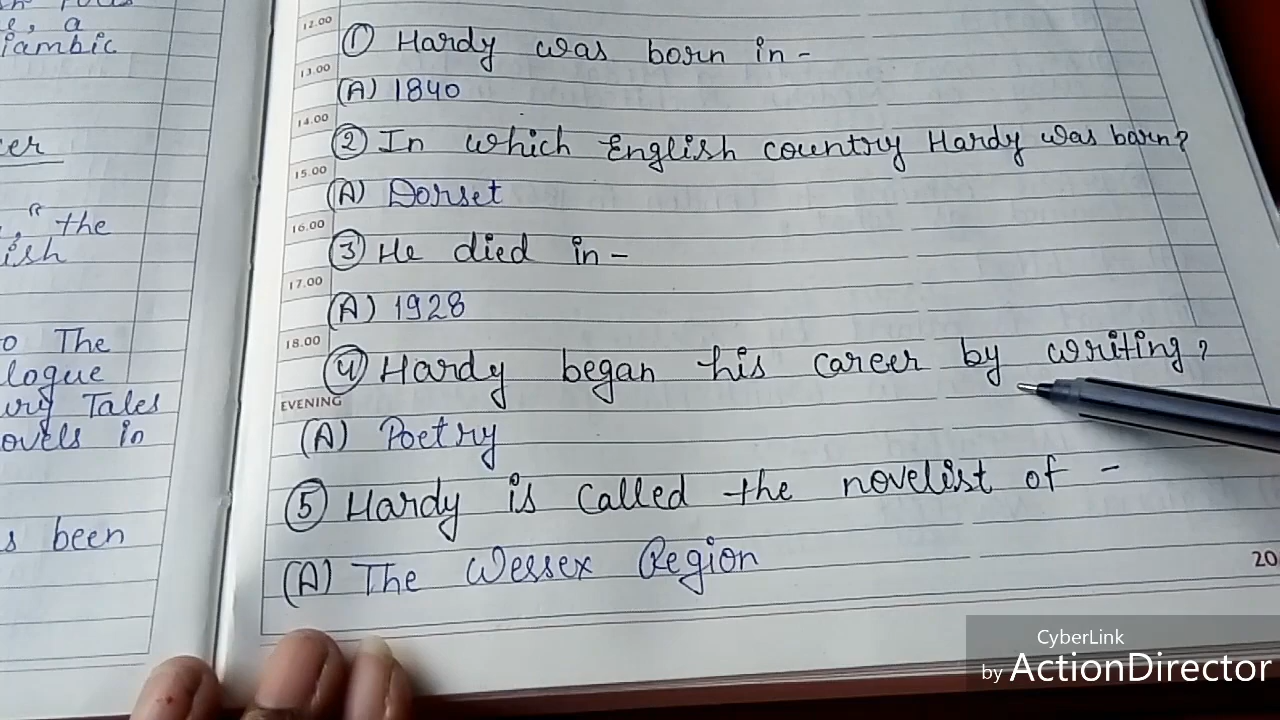 e, a
iambic
er
" the
ish
o The
logue
ury Tales
ovels in
s been
12.00
① Hardy was born in -
13.00
(A) 1840
14.00
② In which English country Hardy was barn?
15.00
(A) Dorset
16.00
③ He died in -
17.00
(A) 1928
18.00
④ Hardy began his career by writing?
EVENING
(A) Poetry
⑤ Hardy is called the novelist of -
(A) The Wessex Region
20
CyberLink
by ActionDirector